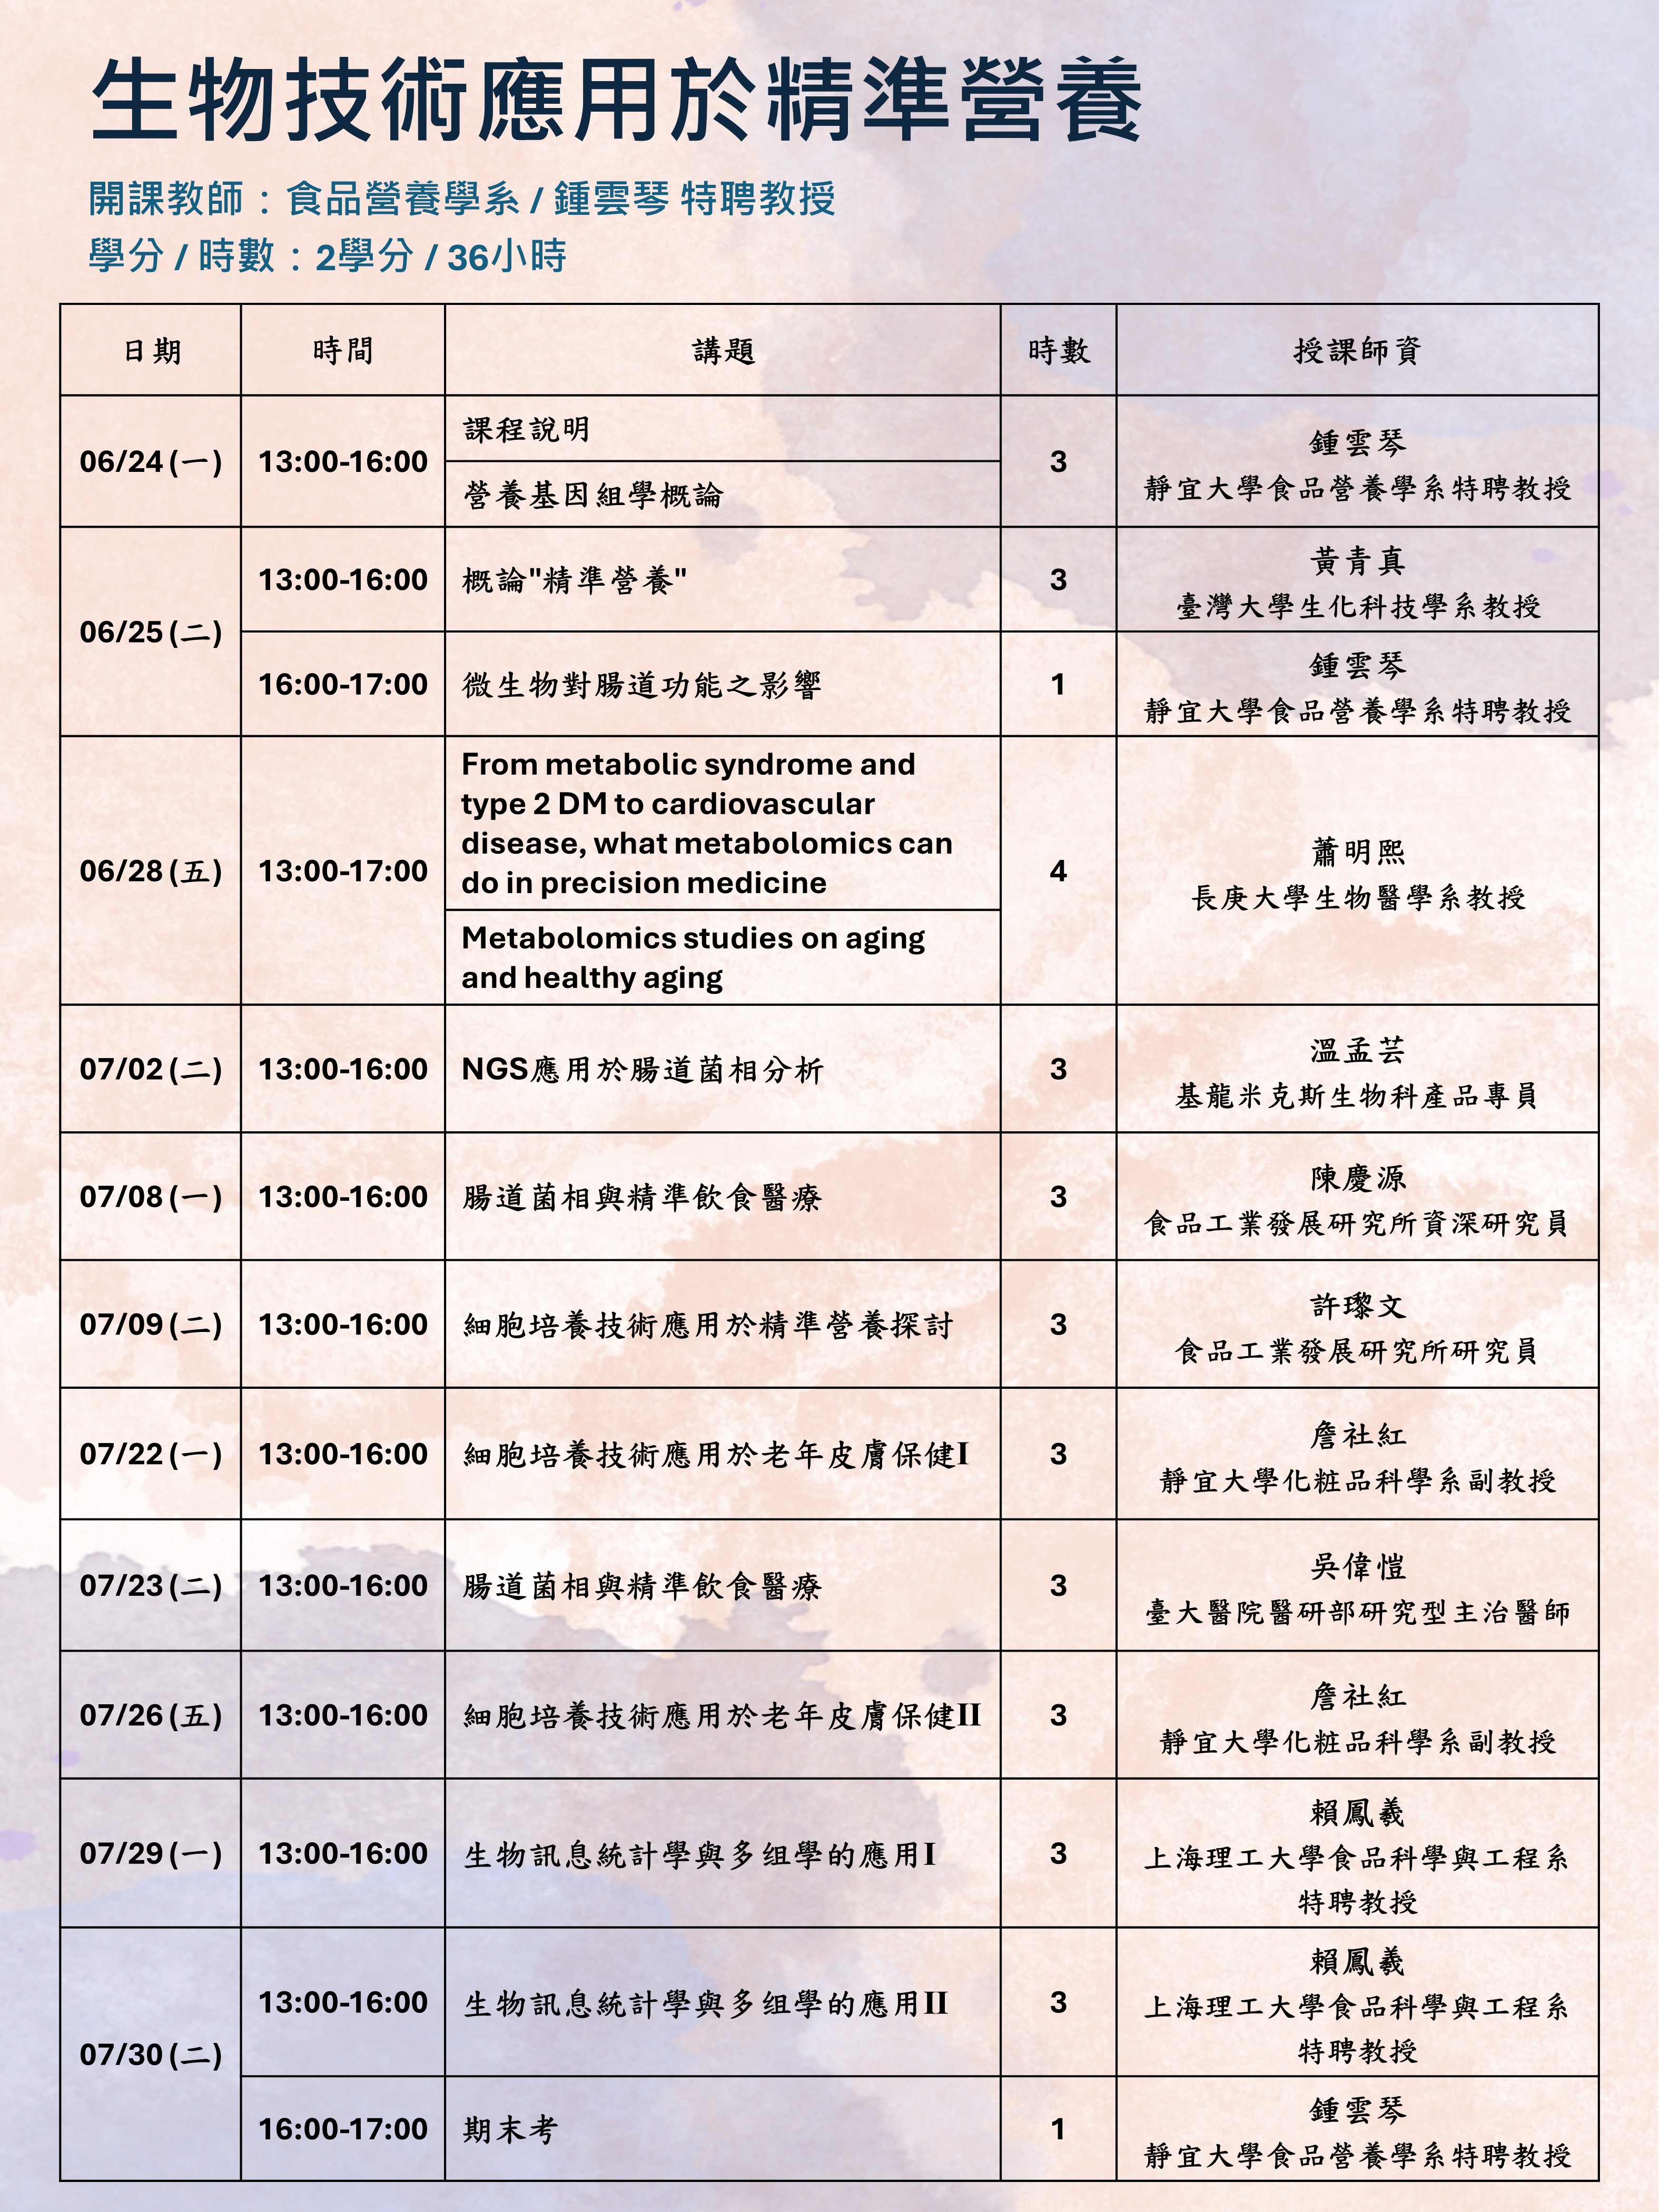 生物技術應用於精準營養
開課教師：食品營養學系 / 鍾雲琴 特聘教授
學分 / 時數：2學分 / 36小時
日期 時間 講題 時數 授課師資
06/24(一) 13:00-16:00 課程說明 3 鍾雲琴
營養基因組學概論 靜宜大學食品營養學系特聘教授
06/25(二) 13:00-16:00 概論"精準營養" 3 黃青真
臺灣大學生化科技學系教授
16:00-17:00 微生物對腸道功能之影響 1 鍾雲琴
靜宜大學食品營養學系特聘教授
06/28(五) 13:00-17:00 From metabolic syndrome and
type 2 DM to cardiovascular
disease, what metabolomics can
do in precision medicine
Metabolomics studies on aging
and healthy aging
4 蕭明熙
長庚大學生物醫學系教授
07/02(二) 13:00-16:00 NGS應用於腸道菌相分析 3 溫孟芸
基龍米克斯生物科產品專員
07/08(一) 13:00-16:00 腸道菌相與精準飲食醫療 3 陳慶源
食品工業發展研究所資深研究員
07/09(二) 13:00-16:00 細胞培養技術應用於精準營養探討 3 許瓈文
食品工業發展研究所研究員
07/22(一) 13:00-16:00 細胞培養技術應用於老年皮膚保健I 3 詹社紅
靜宜大學化粧品科學系副教授
07/23(二) 13:00-16:00 腸道菌相與精準飲食醫療 3 吳偉愷
臺大醫院醫研部研究型主治醫師
07/26(五) 13:00-16:00 細胞培養技術應用於老年皮膚保健II 3 詹社紅
靜宜大學化粧品科學系副教授
07/29(一) 13:00-16:00 生物訊息統計學與多组學的應用I 3 賴鳳羲
上海理工大學食品科學與工程系
特聘教授
07/30(二) 13:00-16:00 生物訊息統計學與多组學的應用II 3 賴鳳羲
上海理工大學食品科學與工程系
特聘教授
16:00-17:00 期末考 1 鍾雲琴
靜宜大學食品營養學系特聘教授